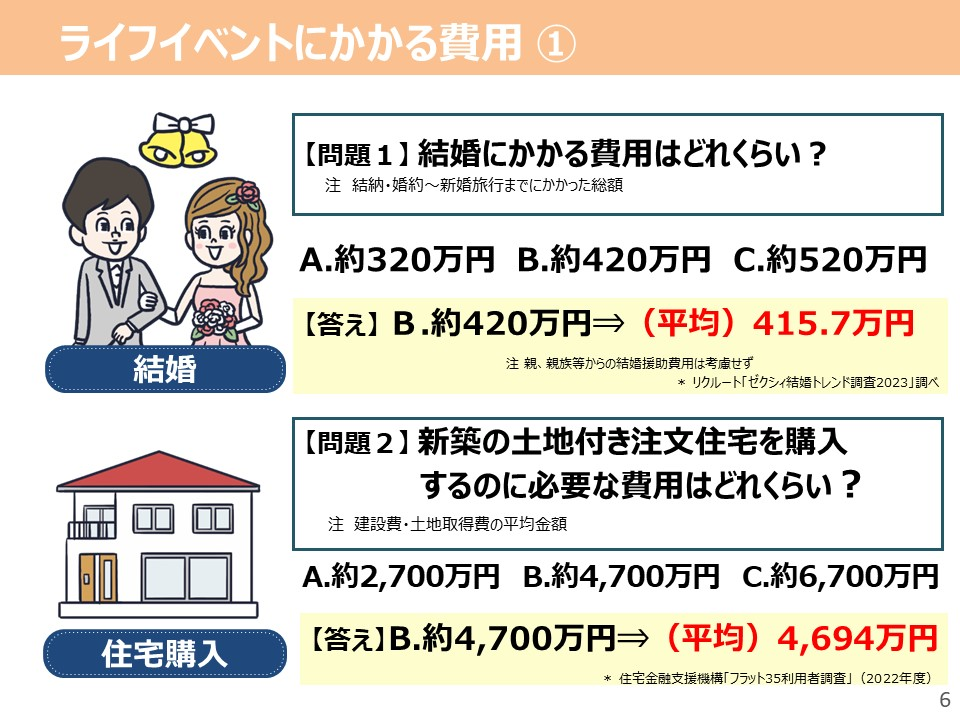 ライフイベントにかかる費用 ①
【問題１】結婚にかかる費用はどれくらい？
注　結納・婚約～新婚旅行までにかかった総額
A.約320万円　B.約420万円　C.約520万円
【答え】Ｂ.約420万円⇒（平均）415.7万円
注 親、親族等からの結婚援助費用は考慮せず
＊ リクルート「ゼクシィ結婚トレンド調査2023」調べ
結婚
【問題２】新築の土地付き注文住宅を購入
するのに必要な費用はどれくらい？
注　建設費・土地取得費の平均金額
A.約2,700万円　B.約4,700万円　C.約6,700万円
【答え】B.約4,700万円⇒（平均）4,694万円
＊ 住宅金融支援機構「フラット35利用者調査」（2022年度）
住宅購入
6